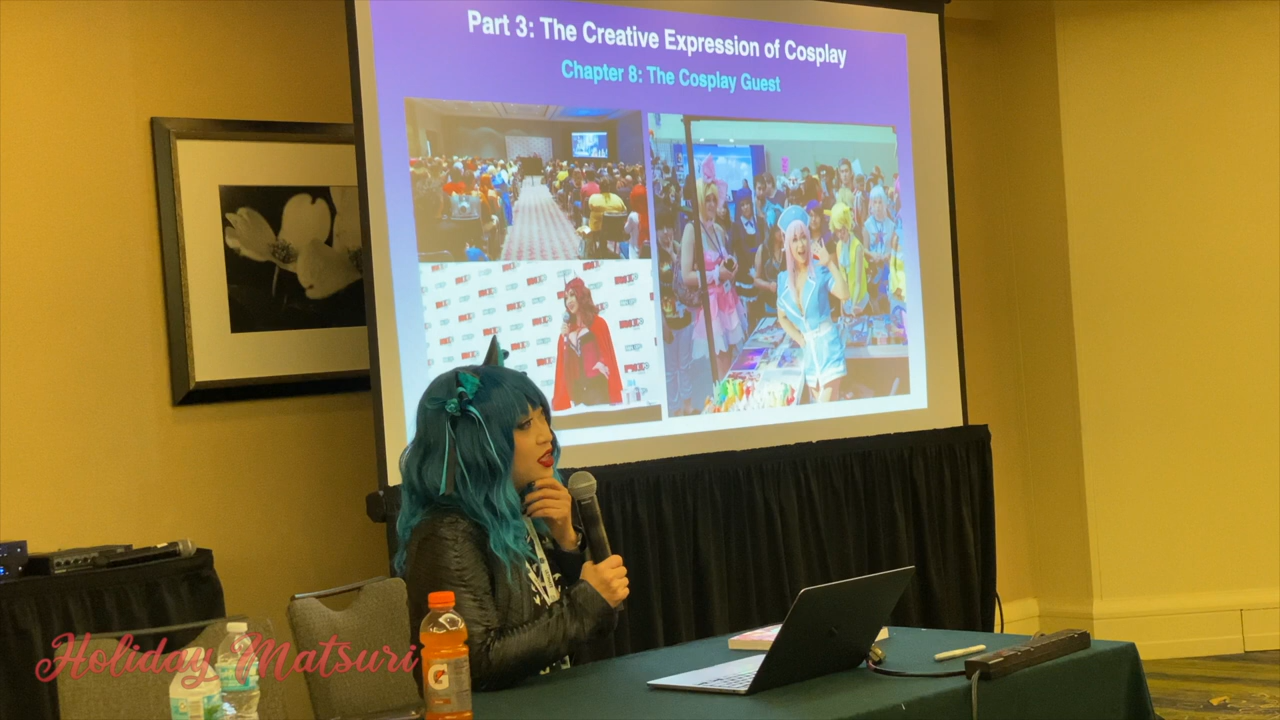 Part 3: The Creative Expression of Cosplay
Chapter 8: The Cosplay Guest
Holiday Matsuri
G